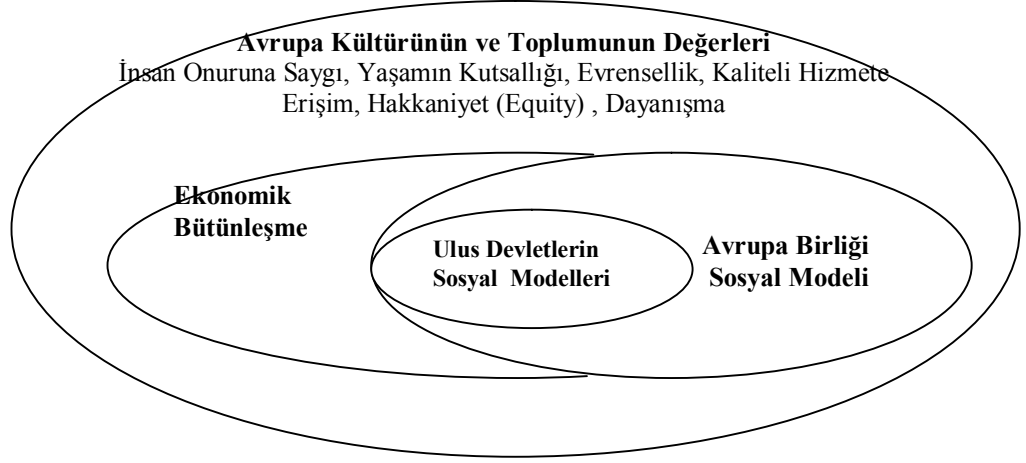 Avrupa Kültürünün ve Toplumunun Değerleri
İnsan Onuruna Saygı, Yaşamın Kutsallığı, Evrensellik, Kaliteli Hizmete
Erişim, Hakkaniyet (Equity) , Dayanışma
Ekonomik
Bütünleşme
Ulus Devletlerin
Sosyal Modelleri
Avrupa Birliği
Sosyal Modeli